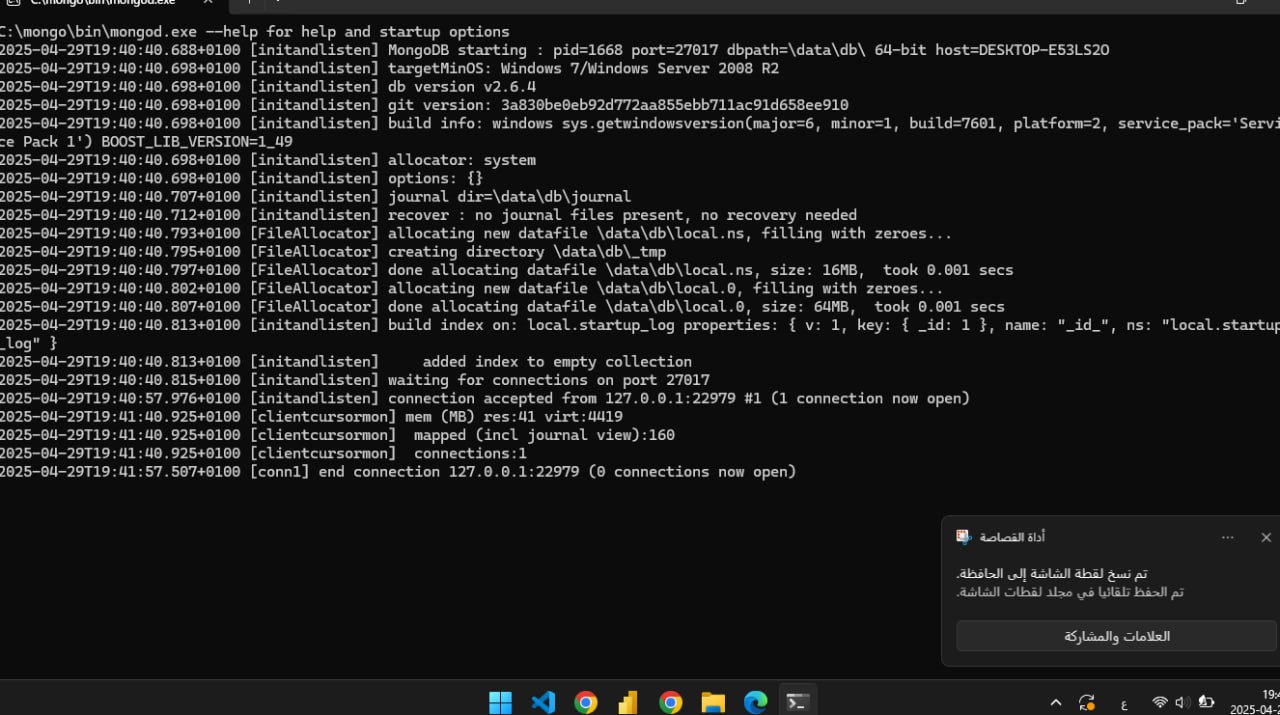 C:\mongo\bin\mongod.exe
C:\mongo\bin\mongod.exe --help for help and startup options
2025-04-29T19:40:40.688+0100 [initandlisten] MongoDB starting : pid=1668 port=27017 dbpath=\data\db\ 64-bit host=DESKTOP-E53LS2O
2025-04-29T19:40:40.698+0100 [initandlisten] targetMinOS: Windows 7/Windows Server 2008 R2
2025-04-29T19:40:40.698+0100 [initandlisten] db version v2.6.4
2025-04-29T19:40:40.698+0100 [initandlisten] git version: 3a830be0eb92d772aa855ebb711ac91d658ee910
2025-04-29T19:40:40.698+0100 [initandlisten] build info: windows sys.getwindowsversion(major=6, minor=1, build=7601, platform=2, service_pack='Servi
ce Pack 1') BOOST_LIB_VERSION=1_49
2025-04-29T19:40:40.698+0100 [initandlisten] allocator: system
2025-04-29T19:40:40.698+0100 [initandlisten] options: {}
2025-04-29T19:40:40.707+0100 [initandlisten] journal dir=\data\db\journal
2025-04-29T19:40:40.712+0100 [initandlisten] recover : no journal files present, no recovery needed
2025-04-29T19:40:40.793+0100 [FileAllocator] allocating new datafile \data\db\local.ns, filling with zeroes...
2025-04-29T19:40:40.795+0100 [FileAllocator] creating directory \data\db\_tmp
2025-04-29T19:40:40.797+0100 [FileAllocator] done allocating datafile \data\db\local.ns, size: 16MB,  took 0.001 secs
2025-04-29T19:40:40.802+0100 [FileAllocator] allocating new datafile \data\db\local.0, filling with zeroes...
2025-04-29T19:40:40.807+0100 [FileAllocator] done allocating datafile \data\db\local.0, size: 64MB,  took 0.001 secs
2025-04-29T19:40:40.813+0100 [initandlisten] build index on: local.startup_log properties: { v: 1, key: { _id: 1 }, name: "_id_", ns: "local.startup
_log" }
2025-04-29T19:40:40.813+0100 [initandlisten]     added index to empty collection
2025-04-29T19:40:40.815+0100 [initandlisten] waiting for connections on port 27017
2025-04-29T19:40:57.976+0100 [initandlisten] connection accepted from 127.0.0.1:22979 #1 (1 connection now open)
2025-04-29T19:41:40.925+0100 [clientcursormon] mem (MB) res:41 virt:4419
2025-04-29T19:41:40.925+0100 [clientcursormon]  mapped (incl journal view):160
2025-04-29T19:41:40.925+0100 [clientcursormon]  connections:1
2025-04-29T19:41:57.507+0100 [conn1] end connection 127.0.0.1:22979 (0 connections now open)
أداة القصاصة
تم نسخ لقطة الشاشة إلى الحافظة.
تم الحفظ تلقائيا في مجلد لقطات الشاشة.
العلامات والمشاركة
ع